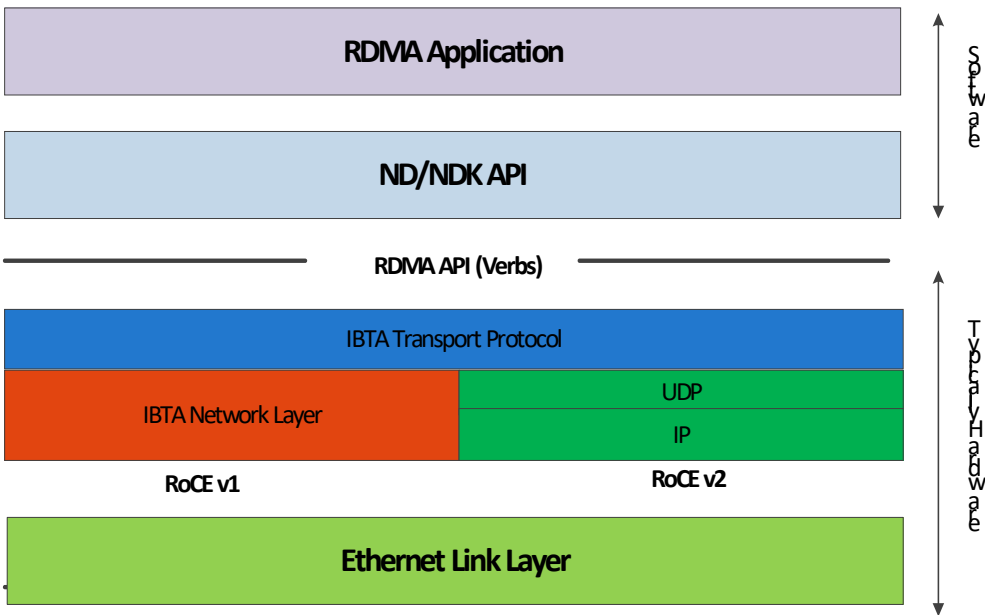 RDMA Application
Software
ND/NDK API
RDMA API (Verbs)
IBTA Transport Protocol
Typically Hardware
IBTA Network Layer
UDP
IP
RoCE v1
RoCE v2
Ethernet Link Layer